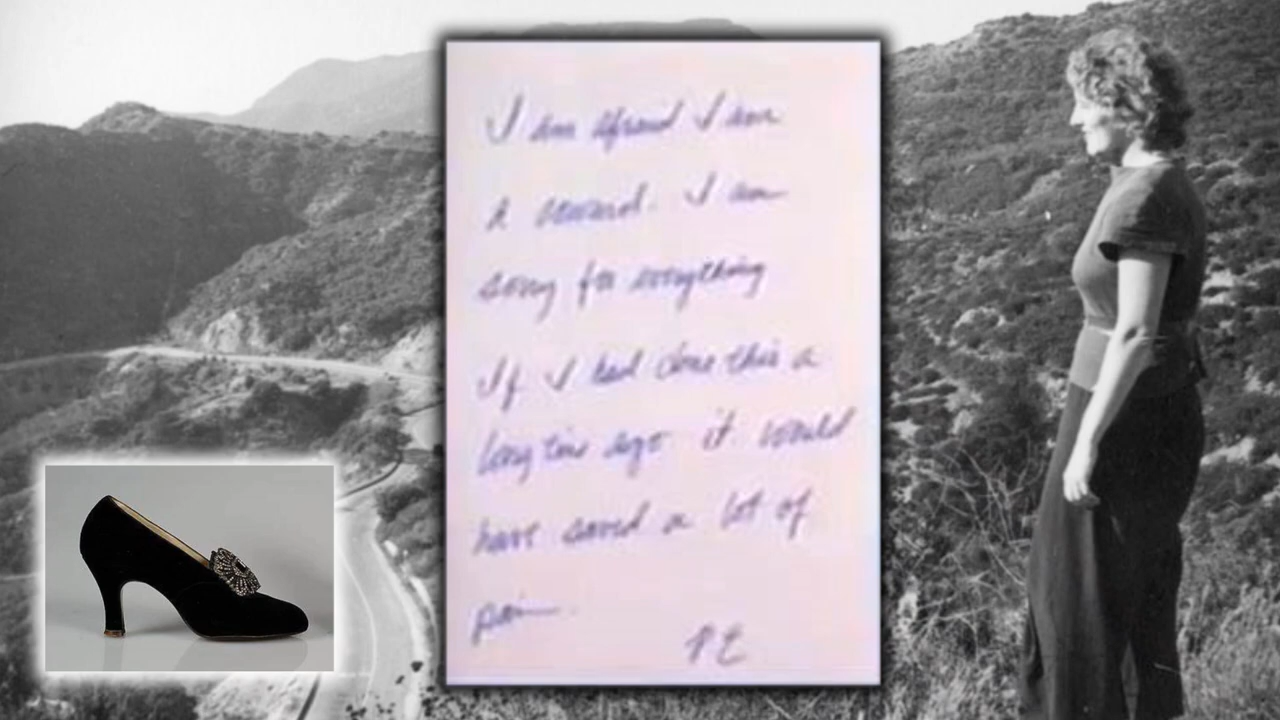 I am afraid I am
a coward. I am
sorry for everything
If I had done this a
long time ago it would
have saved a lot of
pain.
PE